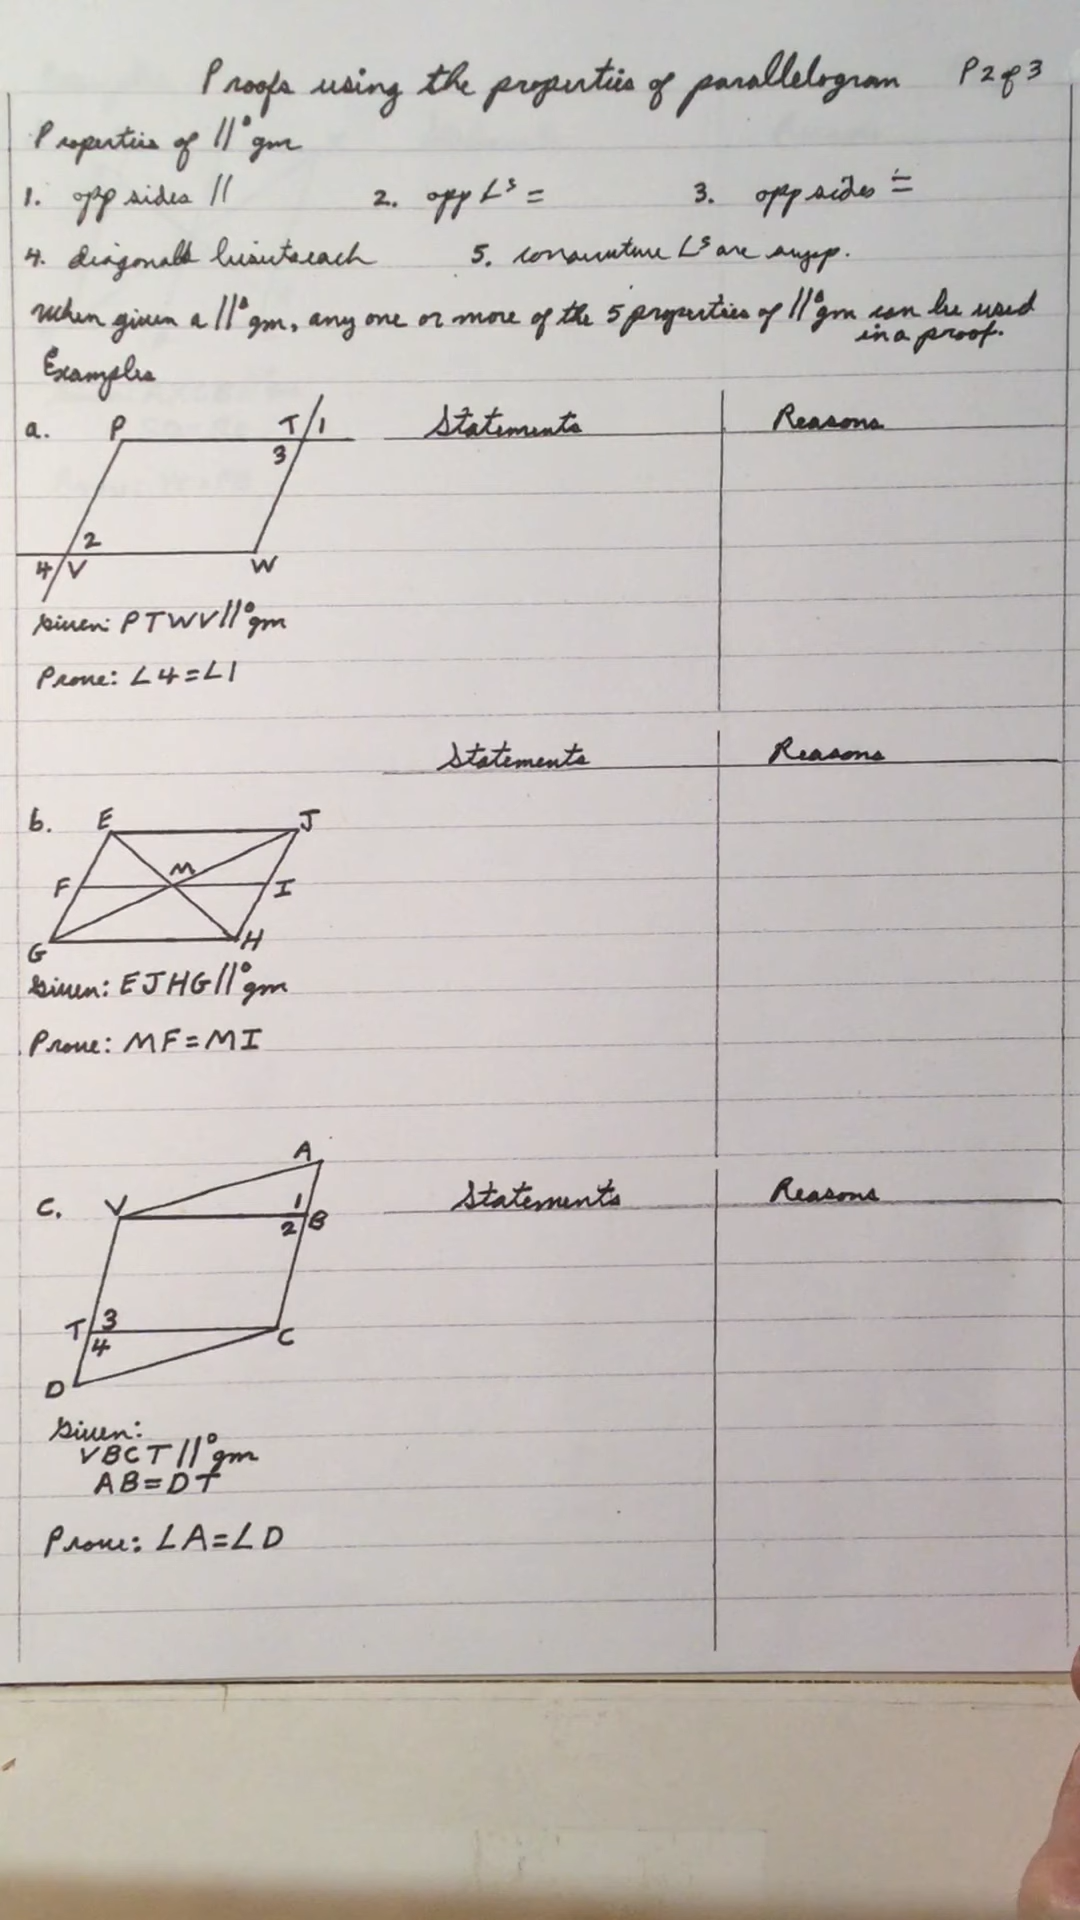 Proofs using the properties of parallelogram P 2 of 3
Properties of //°gm
1. opp sides // 2. opp ∠s = 3. opp sides =
4. diagonals bisects each 5. consecutive ∠s are supp.
When given a //°gm, any one or more of the 5 properties of //°gm can be used
in a proof.
Examples
a. P T 1 Statements Reasons
3
2
4 V W
Given: PTWV //°gm
Prove: ∠4=∠1
Statements Reasons
b. E J
M
F I
G H
Given: EJHG //°gm
Prove: MF=MI
A
C. V 1 Statements Reasons
2 B
T 3
4 C
D
Given:
VBCT //°gm
AB=DT
Prove: ∠A=∠D